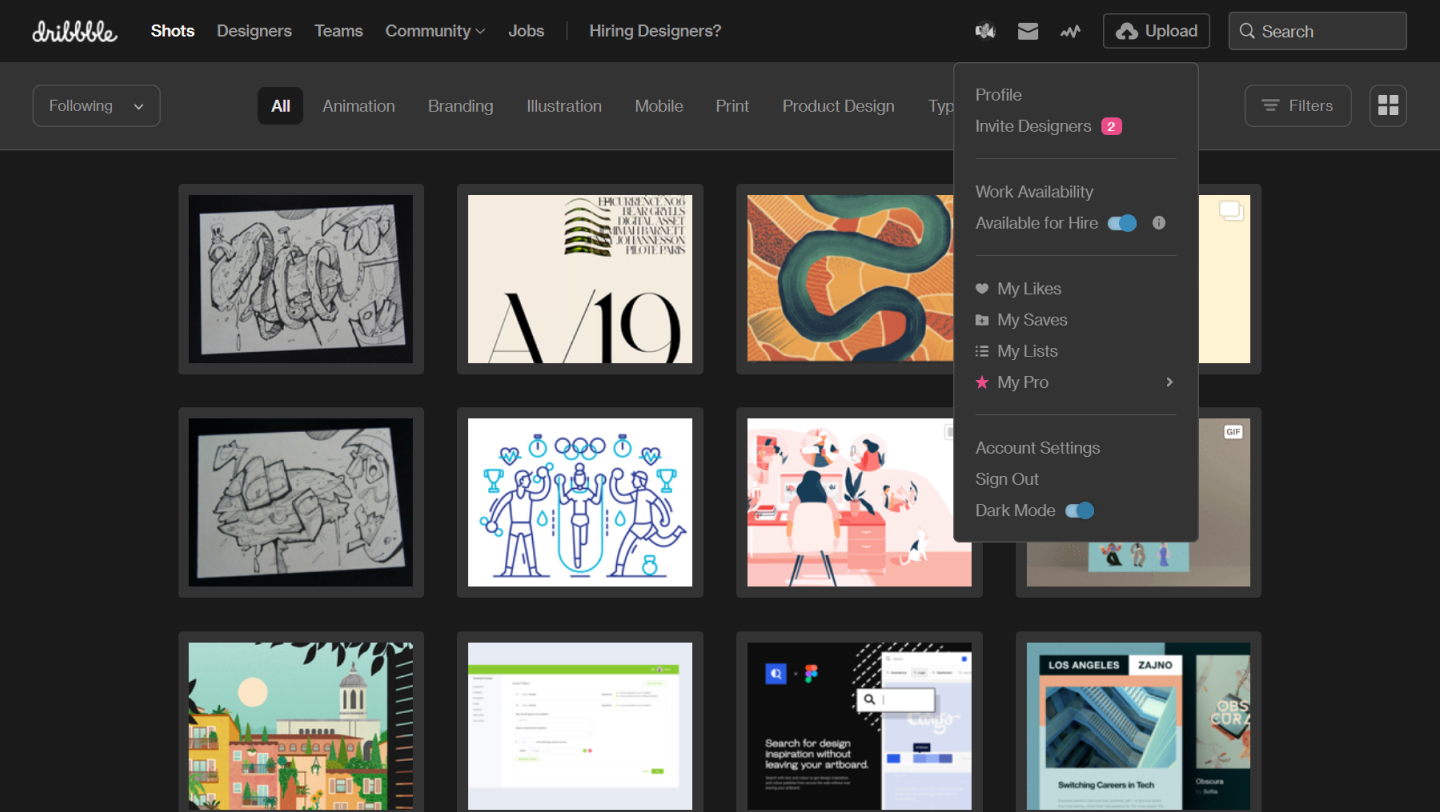 dribbble
Shots
Designers
Teams
Community
Jobs
Hiring Designers?
Upload
Search
Following
All
Animation
Branding
Illustration
Mobile
Print
Product Design
Typ
Filters
Profile
Invite Designers 2
Work Availability
Available for Hire
My Likes
My Saves
My Lists
My Pro
Account Settings
Sign Out
Dark Mode
EPICURRENCE NO.6
BEAR GRYLLS
DIGITAL ASSET
JIMINAH BARNETT
JOHANNESSON
PILOTE PARIS
A/19
GIF
Search for design
inspiration without
leaving your artboard.
LOS ANGELES
ZAJNO
Switching Careers in Tech
OBS
CURA
Obscura
by Sofia